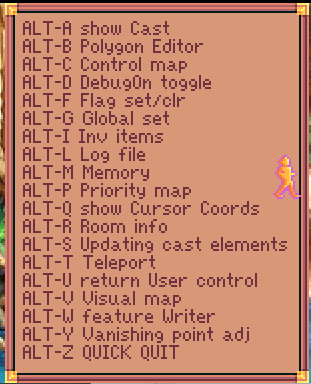 ALT-A show Cast
ALT-B Polygon Editor
ALT-C Control map
ALT-D DebugOn toggle
ALT-F Flag set/clr
ALT-G Global set
ALT-I Inv items
ALT-L Log file
ALT-M Memory
ALT-P Priority map
ALT-Q show Cursor Coords
ALT-R Room info
ALT-S Updating cast elements
ALT-T Teleport
ALT-U return User control
ALT-V Visual map
ALT-W feature Writer
ALT-Y Vanishing point adj
ALT-Z QUICK QUIT